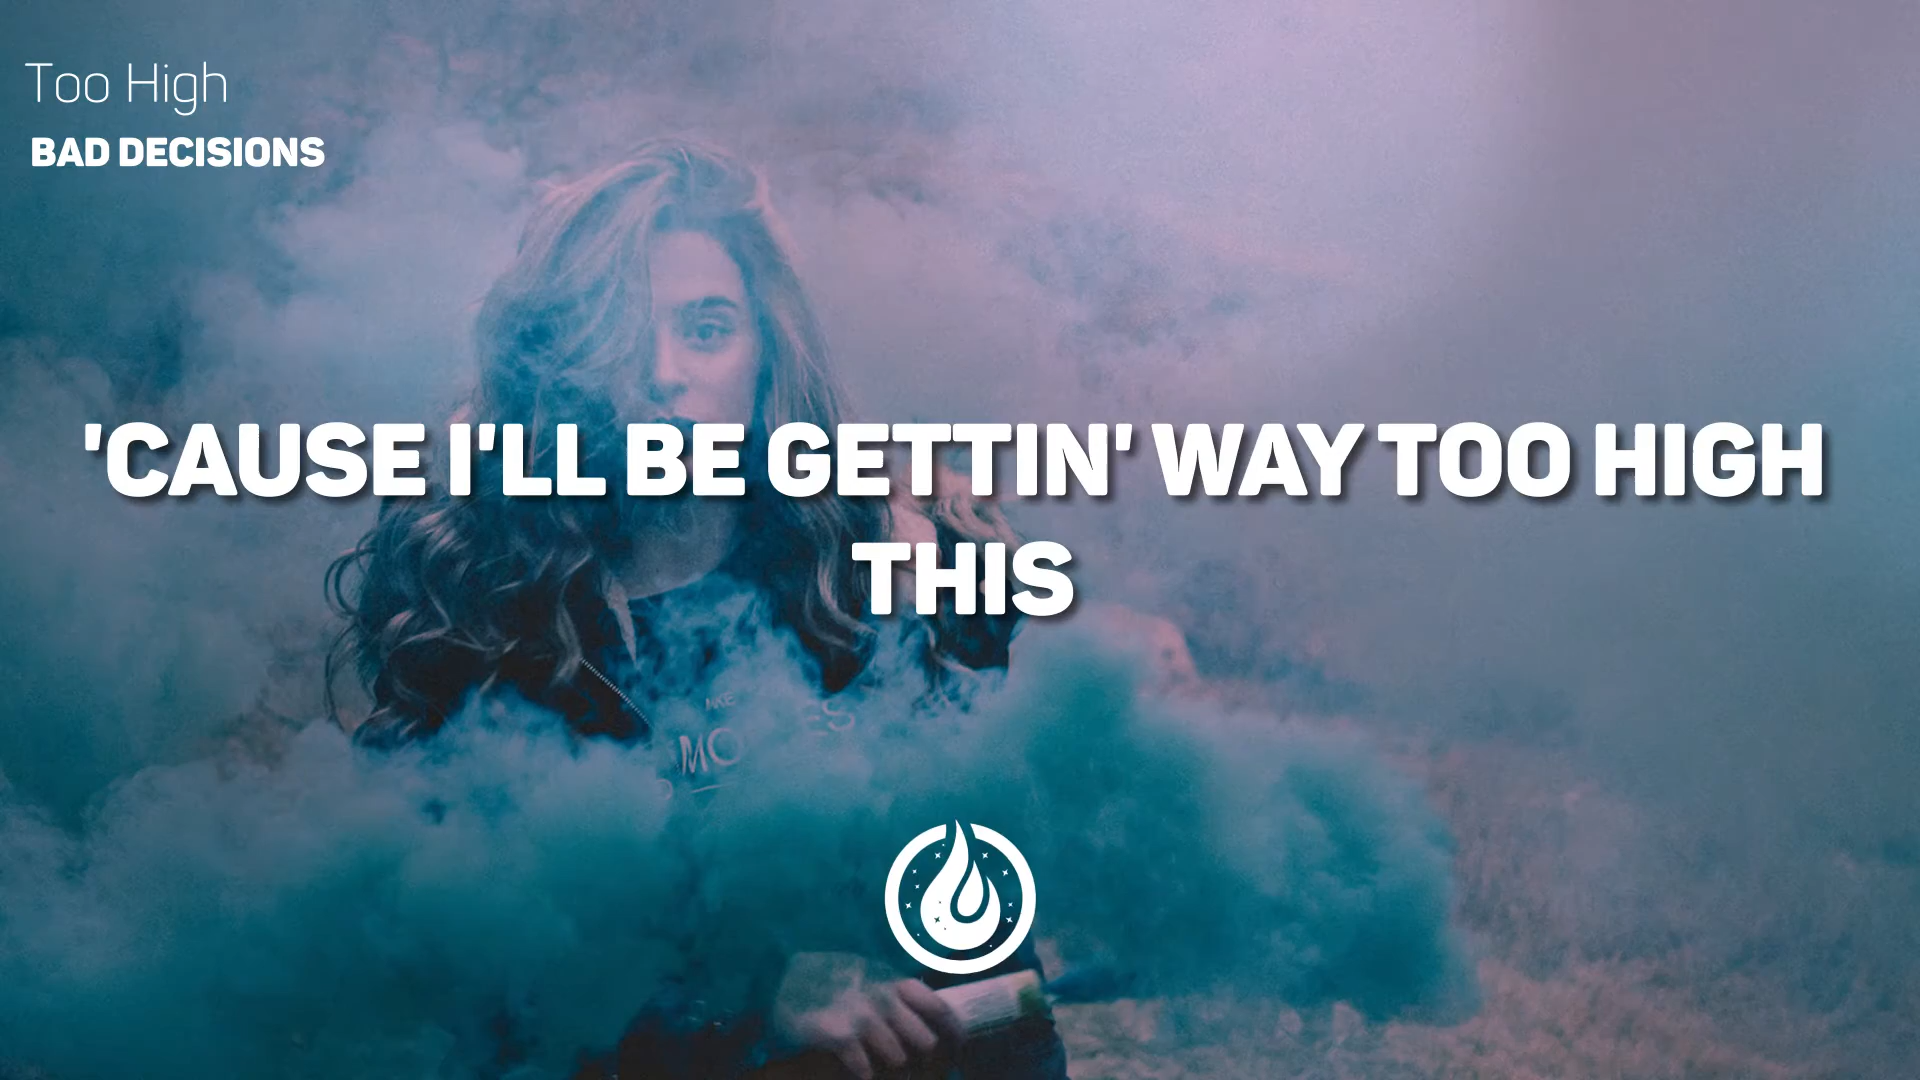 Too High
BAD DECISIONS
'CAUSE I'LL BE GETTIN' WAY TOO HIGH
THIS